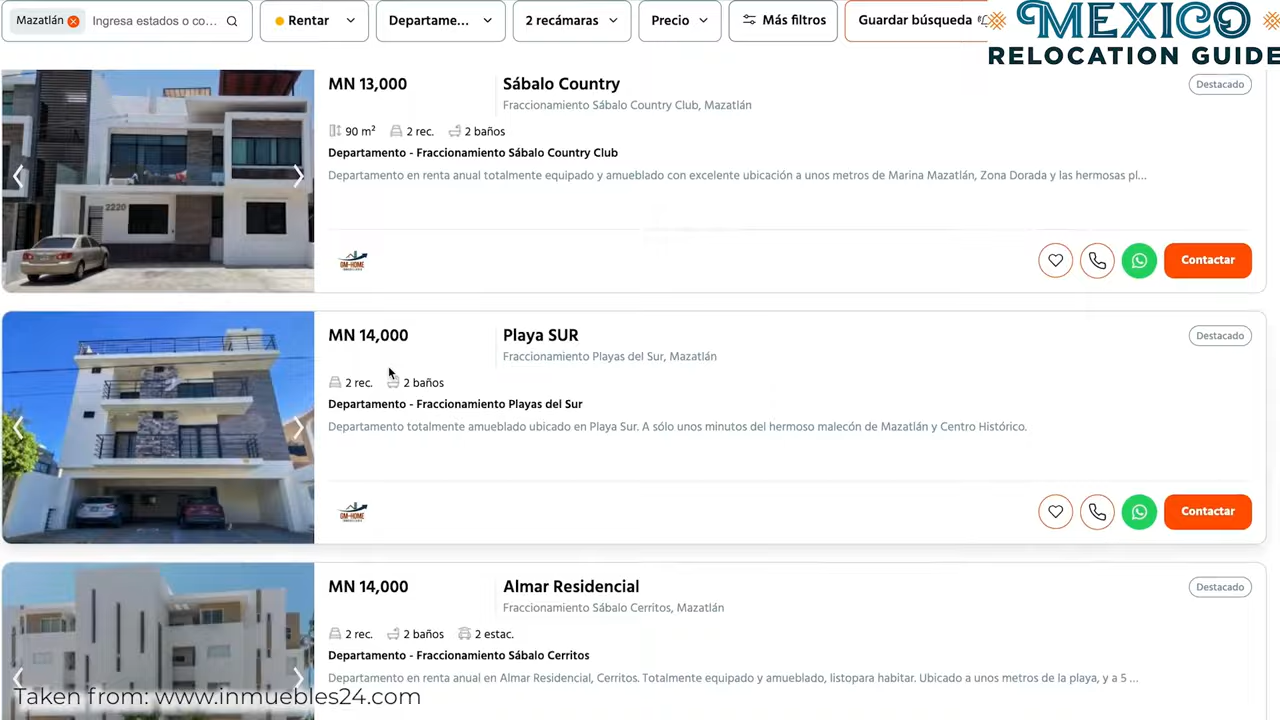 Mazatlán
Ingresa estados o co...
Rentar
Departame...
2 recámaras
Precio
Más filtros
Guardar búsqueda
MEXICO
RELOCATION GUIDE
MN 13,000
Sábalo Country
Destacado
Fraccionamiento Sábalo Country Club, Mazatlán
90 m² 2 rec. 2 baños
Departamento - Fraccionamiento Sábalo Country Club
Departamento en renta anual totalmente equipado y amueblado con excelente ubicación a unos metros de Marina Mazatlán, Zona Dorada y las hermosas pl...
2220
GM-HOME
Contactar
MN 14,000
Playa SUR
Destacado
Fraccionamiento Playas del Sur, Mazatlán
2 rec. 2 baños
Departamento - Fraccionamiento Playas del Sur
Departamento totalmente amueblado ubicado en Playa Sur. A sólo unos minutos del hermoso malecón de Mazatlán y Centro Histórico.
GM-HOME
Contactar
MN 14,000
Almar Residencial
Destacado
Fraccionamiento Sábalo Cerritos, Mazatlán
2 rec. 2 baños 2 estac.
Departamento - Fraccionamiento Sábalo Cerritos
Departamento en renta anual en Almar Residencial, Cerritos. Totalmente equipado y amueblado, listopara habitar. Ubicado a unos metros de la playa, y a 5 ...
Taken from: www.inmuebles24.com